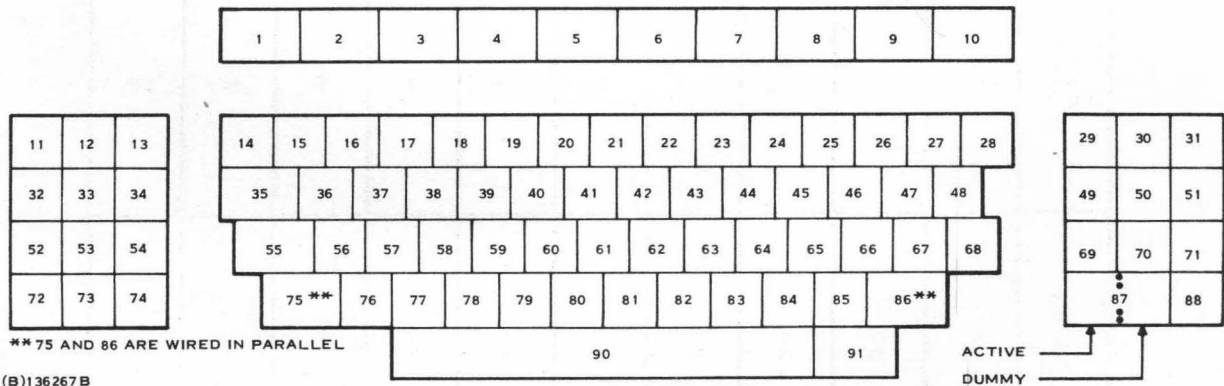 1 2 3 4 5 6 7 8 9 10
11 12 13 14 15 16 17 18 19 20 21 22 23 24 25 26 27 28 29 30 31
32 33 34 35 36 37 38 39 40 41 42 43 44 45 46 47 48 49 50 51
52 53 54 55 56 57 58 59 60 61 62 63 64 65 66 67 68 69 70 71
72 73 74 75** 76 77 78 79 80 81 82 83 84 85 86** 87 88
**75 AND 86 ARE WIRED IN PARALLEL
90 91
ACTIVE
DUMMY
(B)136267B